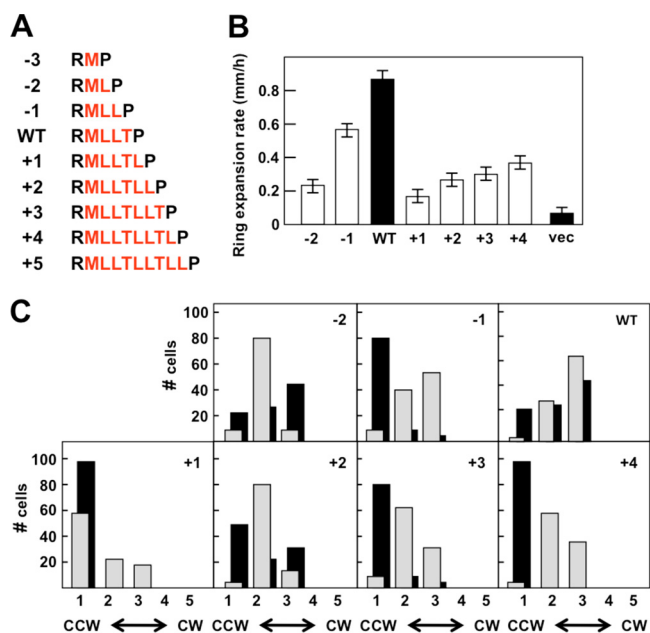 A
-3 RMP
-2 RMLP
-1 RMLLP
WT RMLLTP
+1 RMLLTLP
+2 RMLLTLLP
+3 RMLLTLLTP
+4 RMLLTLLTLP
+5 RMLLTLLTLLP
B
Ring expansion rate (mm/h)
0.8
0.6
0.4
0.2
0
-2 -1 WT +1 +2 +3 +4 vec
C
# cells
100
80
60
40
20
-2 -1 WT
# cells
100
80
60
40
20
+1 +2 +3 +4
1 2 3 4 5 1 2 3 4 5 1 2 3 4 5 1 2 3 4 5
CCW CW CCW CW CCW CW CCW CW